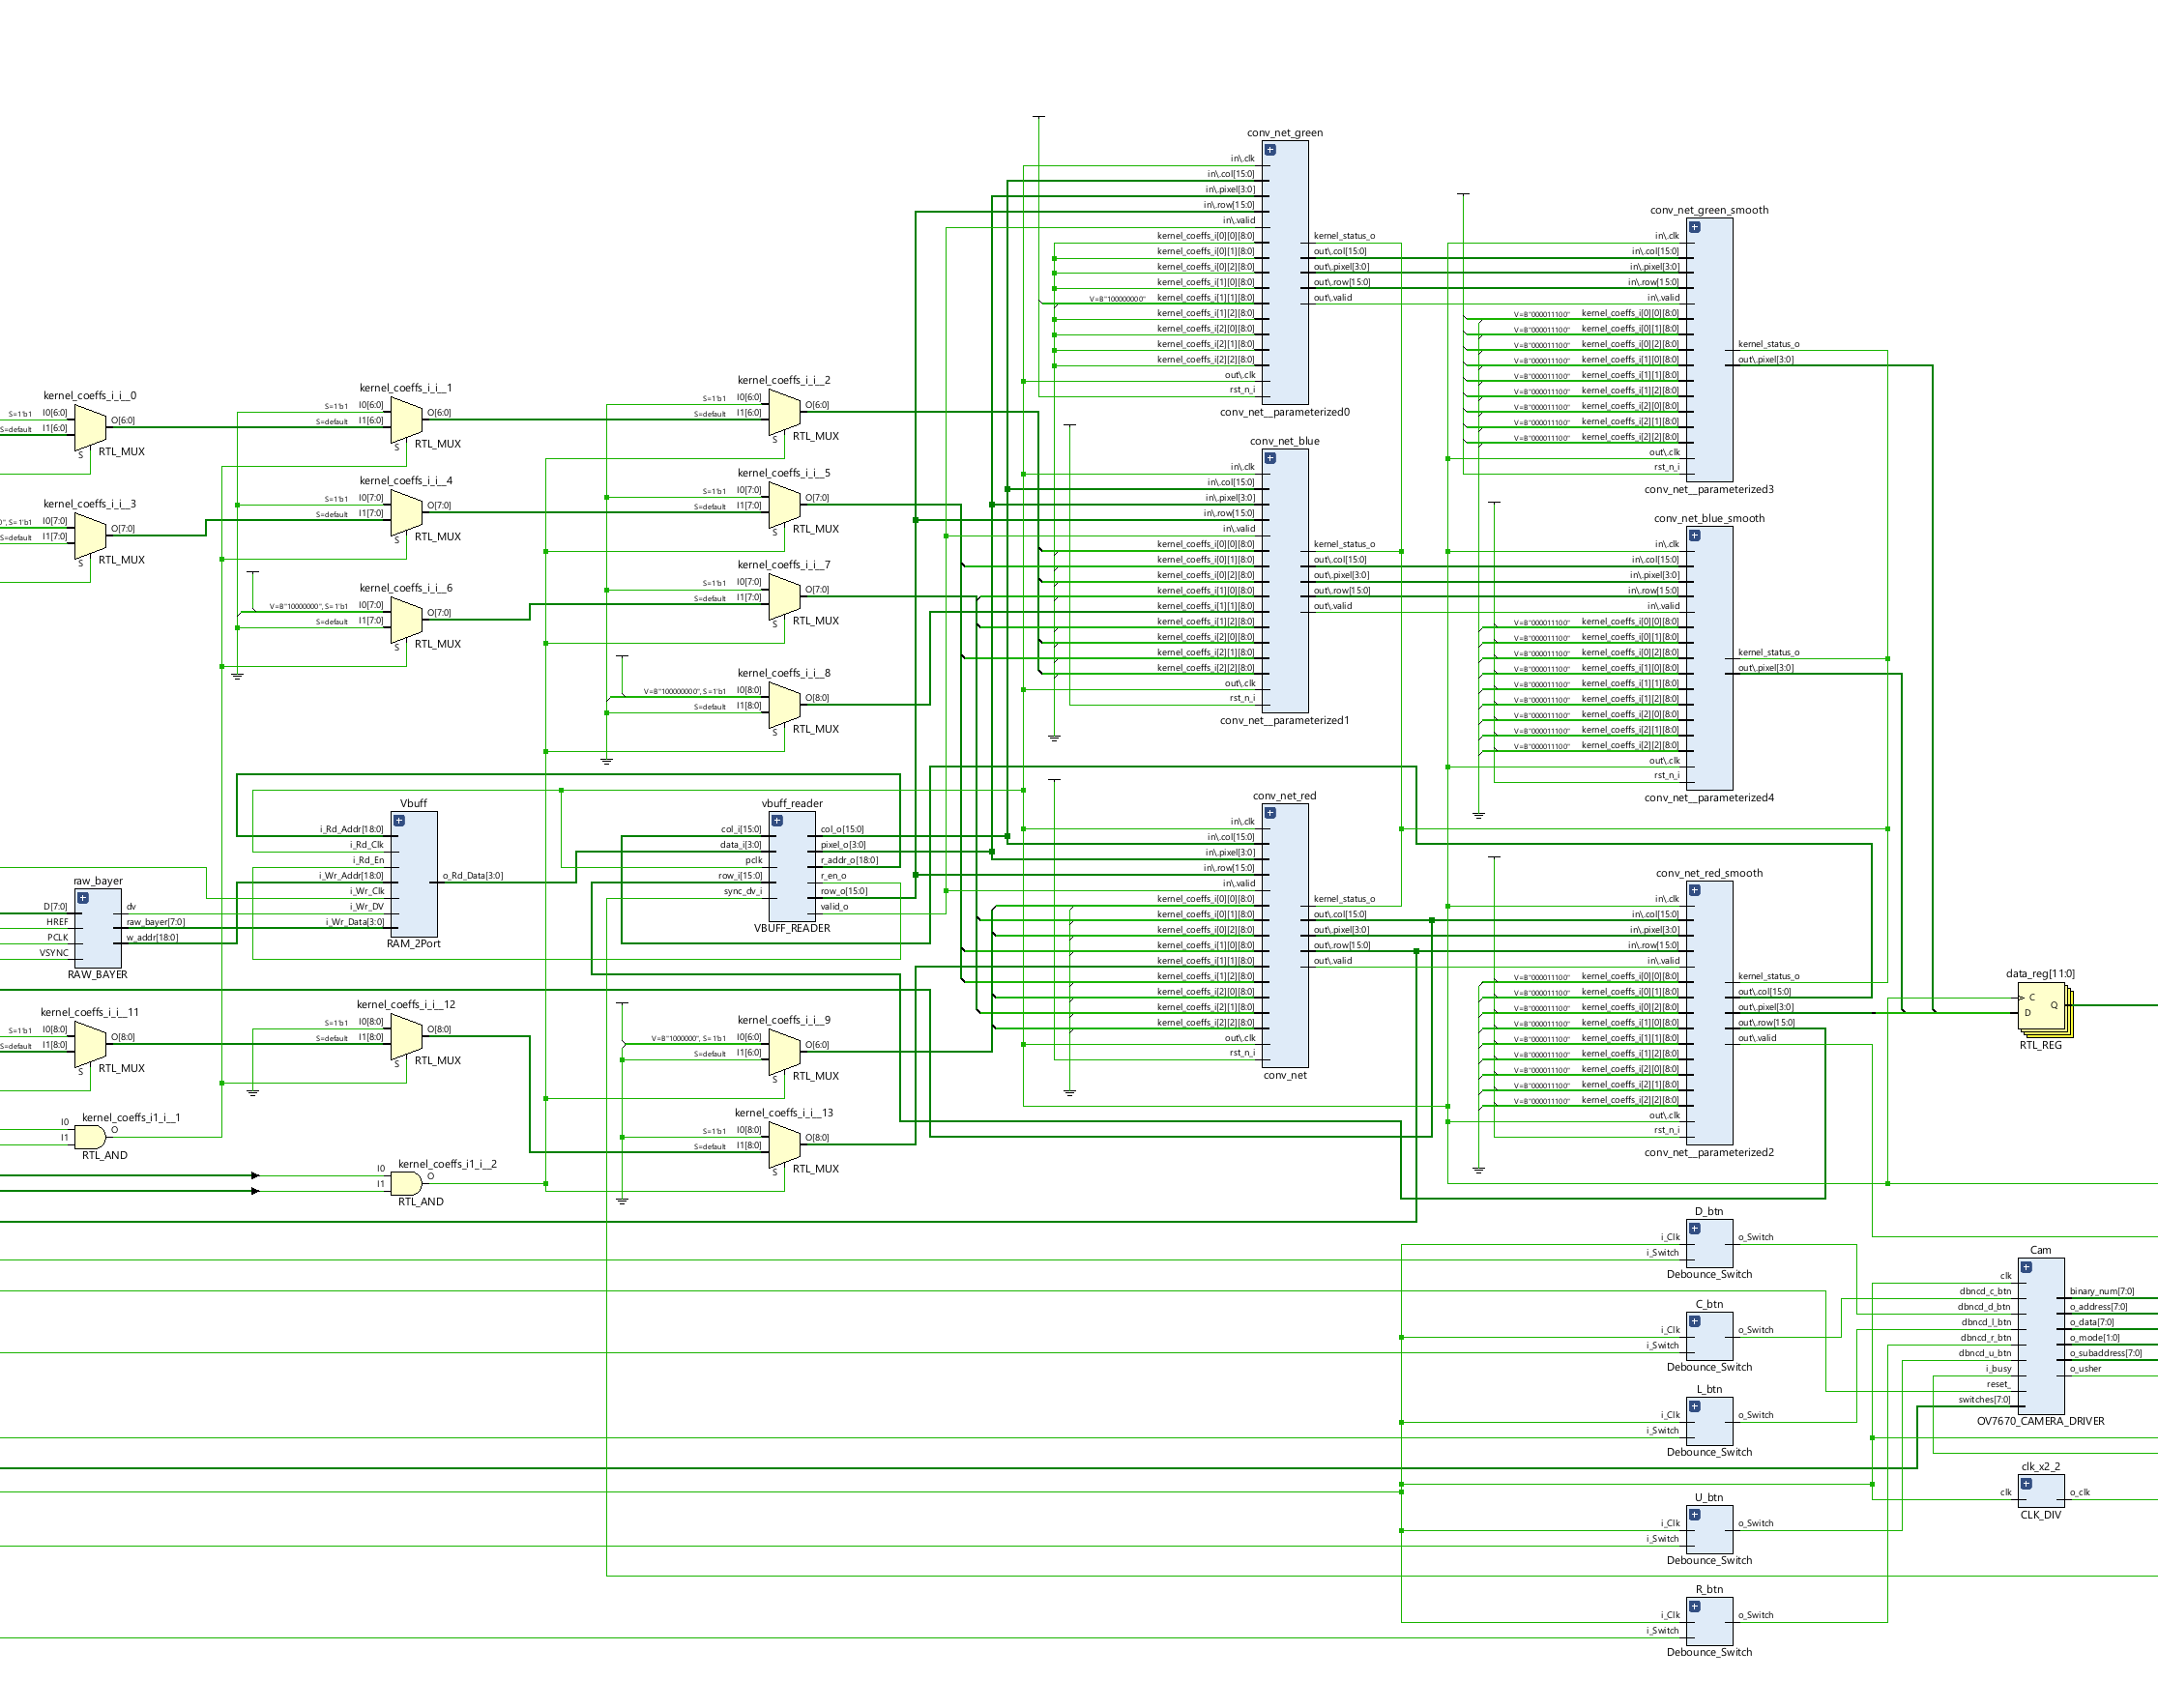 conv_net_green
in\.clk
in\.col[15:0]
in\.pixel[3:0]
in\.row[15:0]
in\.valid
kernel_coeffs_i[0][0][8:0]
kernel_coeffs_i[0][1][8:0]
kernel_coeffs_i[0][2][8:0]
kernel_coeffs_i[1][0][8:0]
V=B"100000000" kernel_coeffs_i[1][1][8:0]
kernel_coeffs_i[1][2][8:0]
kernel_coeffs_i[2][0][8:0]
kernel_coeffs_i[2][1][8:0]
kernel_coeffs_i[2][2][8:0]
out\.clk
rst_n_i
kernel_status_o
out\.col[15:0]
out\.pixel[3:0]
out\.row[15:0]
out\.valid
conv_net__parameterized0
conv_net_green_smooth
in\.clk
in\.col[15:0]
in\.pixel[3:0]
in\.row[15:0]
in\.valid
V=B"000011100" kernel_coeffs_i[0][0][8:0]
V=B"000011100" kernel_coeffs_i[0][1][8:0]
V=B"000011100" kernel_coeffs_i[0][2][8:0]
V=B"000011100" kernel_coeffs_i[1][0][8:0]
V=B"000011100" kernel_coeffs_i[1][1][8:0]
V=B"000011100" kernel_coeffs_i[1][2][8:0]
V=B"000011100" kernel_coeffs_i[2][0][8:0]
V=B"000011100" kernel_coeffs_i[2][1][8:0]
V=B"000011100" kernel_coeffs_i[2][2][8:0]
out\.clk
rst_n_i
kernel_status_o
out\.pixel[3:0]
conv_net__parameterized3
kernel_coeffs_i_i__0
S=1'b1 I0[6:0]
S=default I1[6:0]
O[6:0]
S
RTL_MUX
kernel_coeffs_i_i__1
S=1'b1 I0[6:0]
S=default I1[6:0]
O[6:0]
S
RTL_MUX
kernel_coeffs_i_i__2
S=1'b1 I0[6:0]
S=default I1[6:0]
O[6:0]
S
RTL_MUX
kernel_coeffs_i_i__3
0", S=1'b1 I0[7:0]
S=default I1[7:0]
O[7:0]
S
RTL_MUX
kernel_coeffs_i_i__4
S=1'b1 I0[7:0]
S=default I1[7:0]
O[7:0]
S
RTL_MUX
kernel_coeffs_i_i__5
S=1'b1 I0[7:0]
S=default I1[7:0]
O[7:0]
S
RTL_MUX
kernel_coeffs_i_i__6
V=B"10000000", S=1'b1 I0[7:0]
S=default I1[7:0]
O[7:0]
S
RTL_MUX
kernel_coeffs_i_i__7
S=1'b1 I0[7:0]
S=default I1[7:0]
O[7:0]
S
RTL_MUX
kernel_coeffs_i_i__8
V=B"100000000", S=1'b1 I0[8:0]
S=default I1[8:0]
O[8:0]
S
RTL_MUX
conv_net_blue
in\.clk
in\.col[15:0]
in\.pixel[3:0]
in\.row[15:0]
in\.valid
kernel_coeffs_i[0][0][8:0]
kernel_coeffs_i[0][1][8:0]
kernel_coeffs_i[0][2][8:0]
kernel_coeffs_i[1][0][8:0]
kernel_coeffs_i[1][1][8:0]
kernel_coeffs_i[1][2][8:0]
kernel_coeffs_i[2][0][8:0]
kernel_coeffs_i[2][1][8:0]
kernel_coeffs_i[2][2][8:0]
out\.clk
rst_n_i
kernel_status_o
out\.col[15:0]
out\.pixel[3:0]
out\.row[15:0]
out\.valid
conv_net__parameterized1
conv_net_blue_smooth
in\.clk
in\.col[15:0]
in\.pixel[3:0]
in\.row[15:0]
in\.valid
V=B"000011100" kernel_coeffs_i[0][0][8:0]
V=B"000011100" kernel_coeffs_i[0][1][8:0]
V=B"000011100" kernel_coeffs_i[0][2][8:0]
V=B"000011100" kernel_coeffs_i[1][0][8:0]
V=B"000011100" kernel_coeffs_i[1][1][8:0]
V=B"000011100" kernel_coeffs_i[1][2][8:0]
V=B"000011100" kernel_coeffs_i[2][0][8:0]
V=B"000011100" kernel_coeffs_i[2][1][8:0]
V=B"000011100" kernel_coeffs_i[2][2][8:0]
out\.clk
rst_n_i
kernel_status_o
out\.pixel[3:0]
conv_net__parameterized4
raw_bayer
D[7:0]
HREF
PCLK
VSYNC
dv
raw_bayer[7:0]
w_addr[18:0]
RAW_BAYER
Vbuff
i_Rd_Addr[18:0]
i_Rd_Clk
i_Rd_En
i_Wr_Addr[18:0]
i_Wr_Clk
i_Wr_DV
i_Wr_Data[3:0]
o_Rd_Data[3:0]
RAM_2Port
vbuff_reader
col_i[15:0]
data_i[3:0]
pclk
row_i[15:0]
sync_dv_i
col_o[15:0]
pixel_o[3:0]
r_addr_o[18:0]
r_en_o
row_o[15:0]
valid_o
VBUFF_READER
conv_net_red
in\.clk
in\.col[15:0]
in\.pixel[3:0]
in\.row[15:0]
in\.valid
kernel_coeffs_i[0][0][8:0]
kernel_coeffs_i[0][1][8:0]
kernel_coeffs_i[0][2][8:0]
kernel_coeffs_i[1][0][8:0]
kernel_coeffs_i[1][1][8:0]
kernel_coeffs_i[1][2][8:0]
kernel_coeffs_i[2][0][8:0]
kernel_coeffs_i[2][1][8:0]
kernel_coeffs_i[2][2][8:0]
out\.clk
rst_n_i
kernel_status_o
out\.col[15:0]
out\.pixel[3:0]
out\.row[15:0]
out\.valid
conv_net
conv_net_red_smooth
in\.clk
in\.col[15:0]
in\.pixel[3:0]
in\.row[15:0]
in\.valid
V=B"000011100" kernel_coeffs_i[0][0][8:0]
V=B"000011100" kernel_coeffs_i[0][1][8:0]
V=B"000011100" kernel_coeffs_i[0][2][8:0]
V=B"000011100" kernel_coeffs_i[1][0][8:0]
V=B"000011100" kernel_coeffs_i[1][1][8:0]
V=B"000011100" kernel_coeffs_i[1][2][8:0]
V=B"000011100" kernel_coeffs_i[2][0][8:0]
V=B"000011100" kernel_coeffs_i[2][1][8:0]
V=B"000011100" kernel_coeffs_i[2][2][8:0]
out\.clk
rst_n_i
kernel_status_o
out\.col[15:0]
out\.pixel[3:0]
out\.row[15:0]
out\.valid
conv_net__parameterized2
data_reg[11:0]
C
D
Q
RTL_REG
kernel_coeffs_i_i__11
S=1'b1 I0[8:0]
S=default I1[8:0]
O[8:0]
S
RTL_MUX
kernel_coeffs_i_i__12
S=1'b1 I0[8:0]
S=default I1[8:0]
O[8:0]
S
RTL_MUX
kernel_coeffs_i_i__9
V=B"1000000", S=1'b1 I0[6:0]
S=default I1[6:0]
O[6:0]
S
RTL_MUX
kernel_coeffs_i1_i__1
I0
I1
O
RTL_AND
kernel_coeffs_i_i__13
S=1'b1 I0[8:0]
S=default I1[8:0]
O[8:0]
S
RTL_MUX
kernel_coeffs_i1_i__2
I0
I1
O
RTL_AND
D_btn
i_Clk
i_Switch
o_Switch
Debounce_Switch
C_btn
i_Clk
i_Switch
o_Switch
Debounce_Switch
L_btn
i_Clk
i_Switch
o_Switch
Debounce_Switch
U_btn
i_Clk
i_Switch
o_Switch
Debounce_Switch
R_btn
i_Clk
i_Switch
o_Switch
Debounce_Switch
Cam
clk
dbncd_c_btn
dbncd_d_btn
dbncd_l_btn
dbncd_r_btn
dbncd_u_btn
i_busy
reset_
switches[7:0]
binary_num[7:0]
o_address[7:0]
o_data[7:0]
o_mode[1:0]
o_subaddress[7:0]
o_usher
OV7670_CAMERA_DRIVER
clk_x2_2
clk
o_clk
CLK_DIV